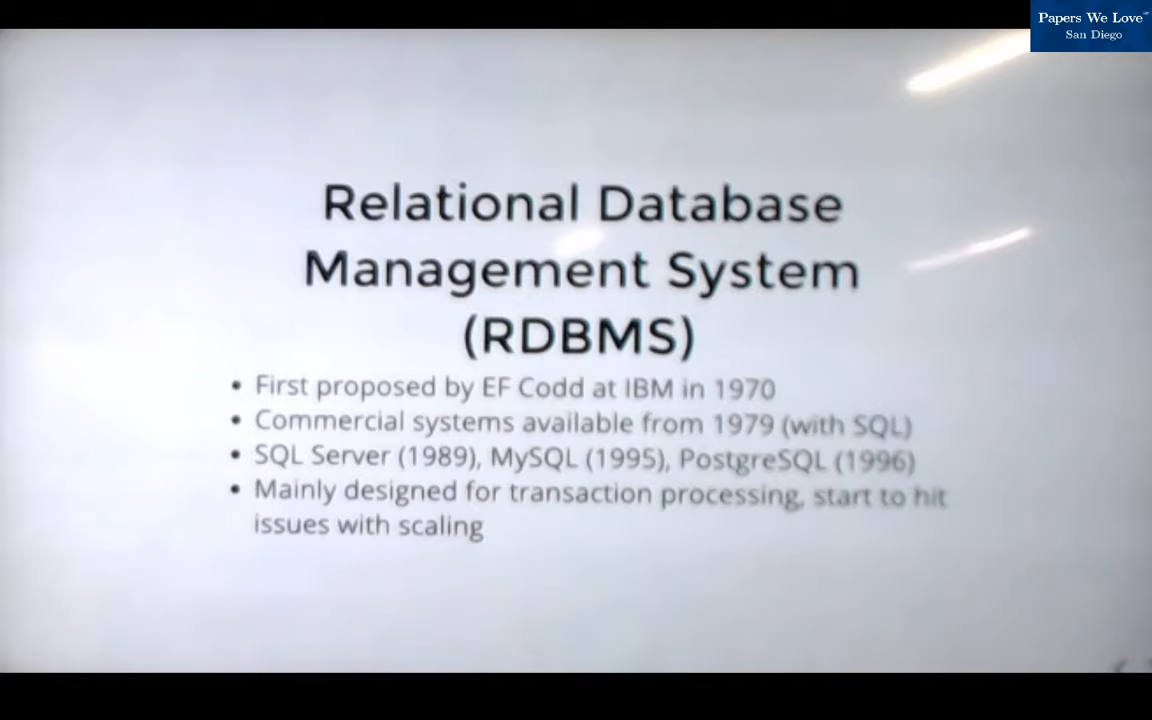 Papers We Love
San Diego
Relational Database
Management System
(RDBMS)
• First proposed by EF Codd at IBM in 1970
• Commercial systems available from 1979 (with SQL)
• SQL Server (1989), MySQL (1995), PostgreSQL (1996)
• Mainly designed for transaction processing, start to hit
issues with scaling